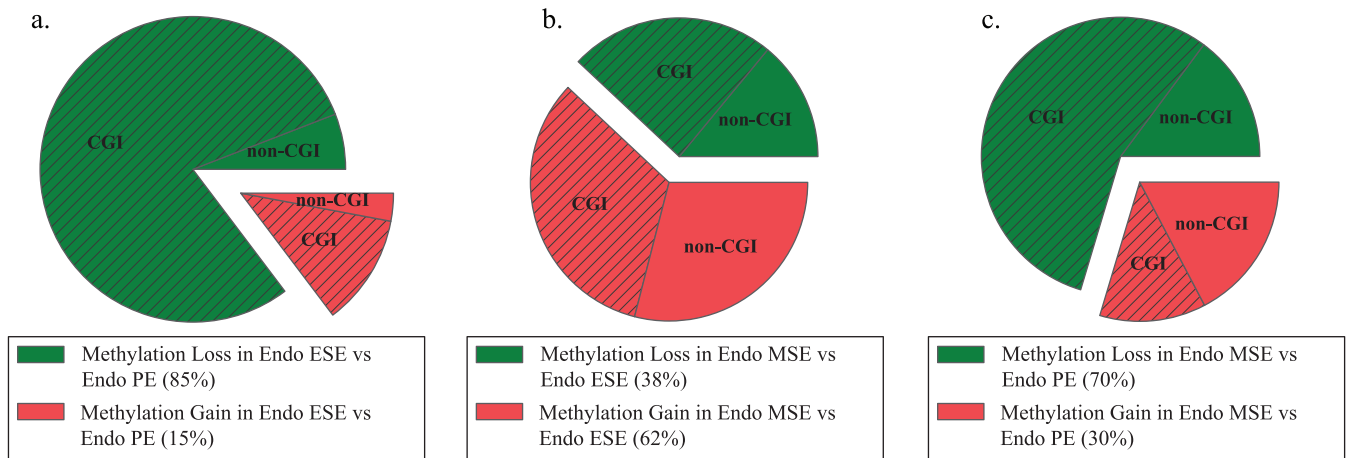 a.
CGI
non-CGI
non-CGI
CGI
Methylation Loss in Endo ESE vs
Endo PE (85%)
Methylation Gain in Endo ESE vs
Endo PE (15%)
b.
CGI
non-CGI
CGI
non-CGI
Methylation Loss in Endo MSE vs
Endo ESE (38%)
Methylation Gain in Endo MSE vs
Endo ESE (62%)
c.
CGI
non-CGI
non-CGI
CGI
Methylation Loss in Endo MSE vs
Endo PE (70%)
Methylation Gain in Endo MSE vs
Endo PE (30%)